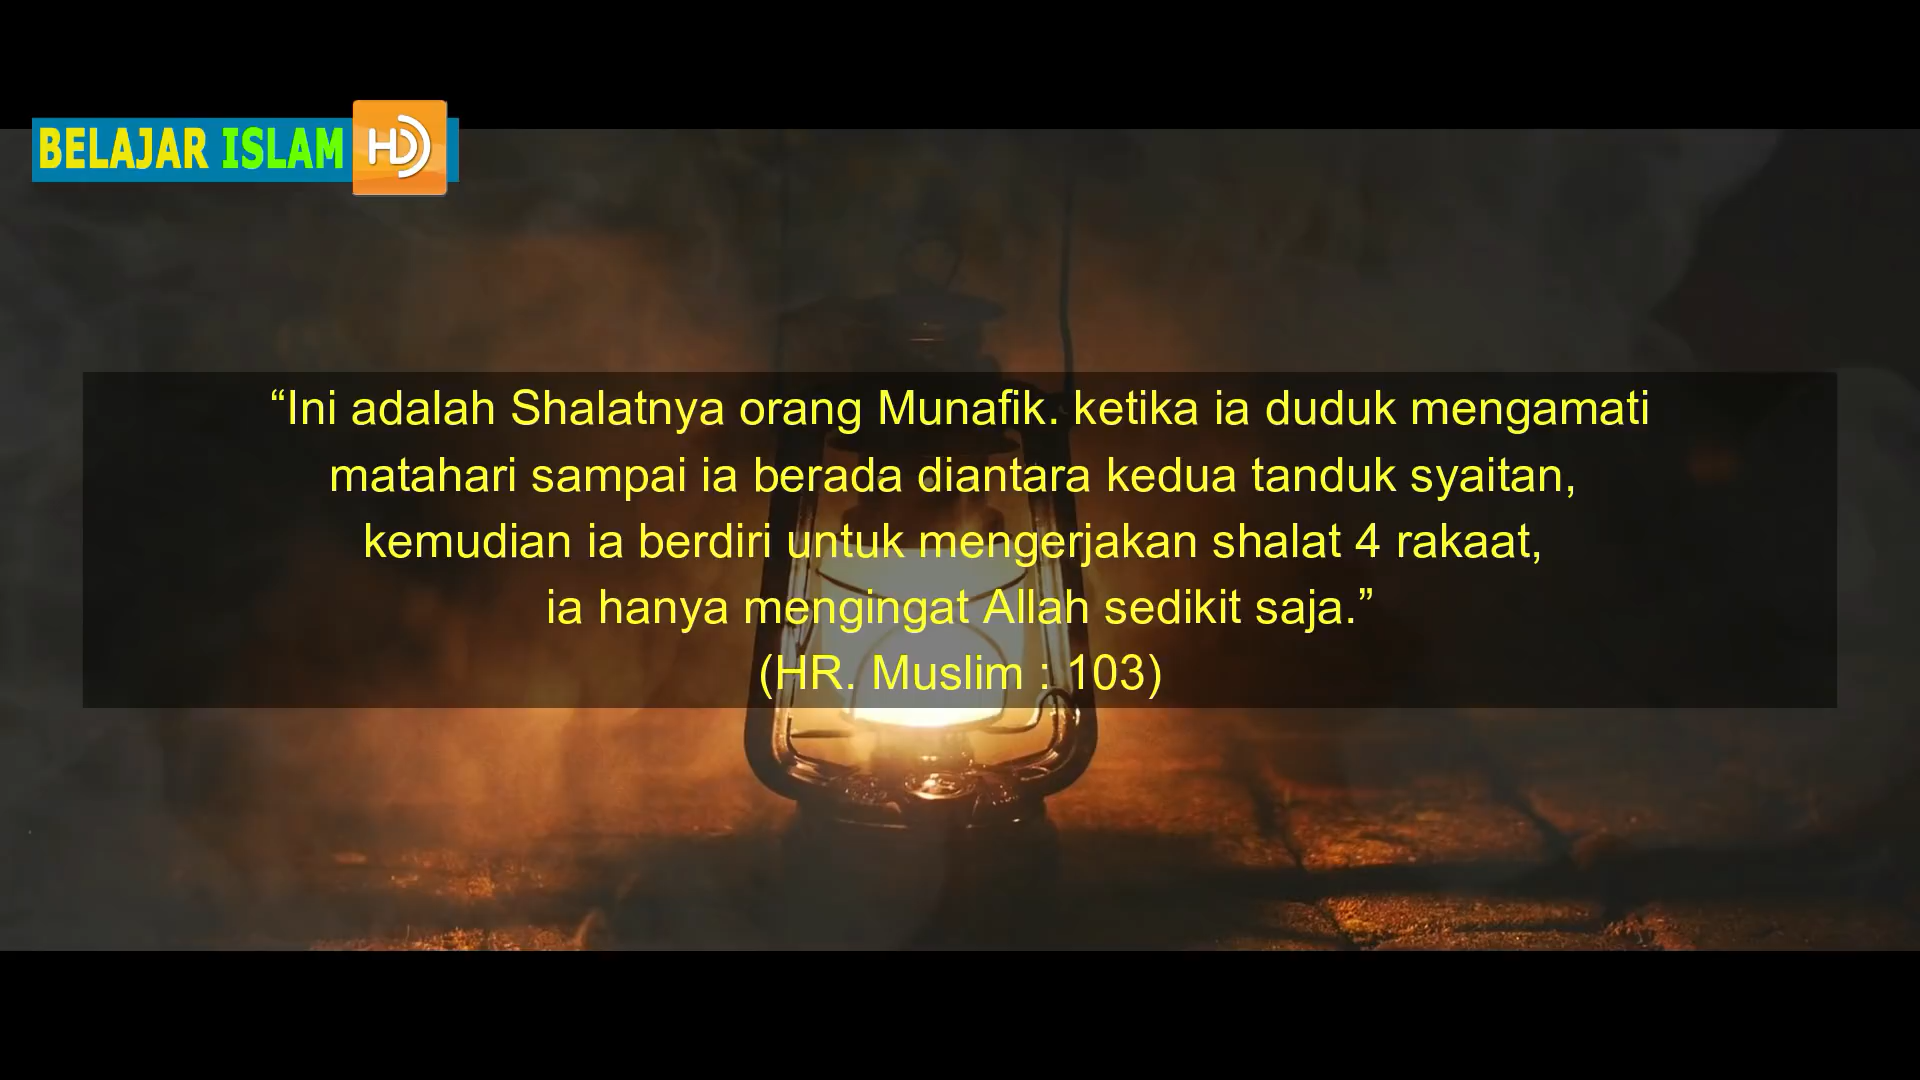 BELAJAR ISLAM HD
“Ini adalah Shalatnya orang Munafik. ketika ia duduk mengamati
matahari sampai ia berada diantara kedua tanduk syaitan,
kemudian ia berdiri untuk mengerjakan shalat 4 rakaat,
ia hanya mengingat Allah sedikit saja.”
(HR. Muslim : 103)